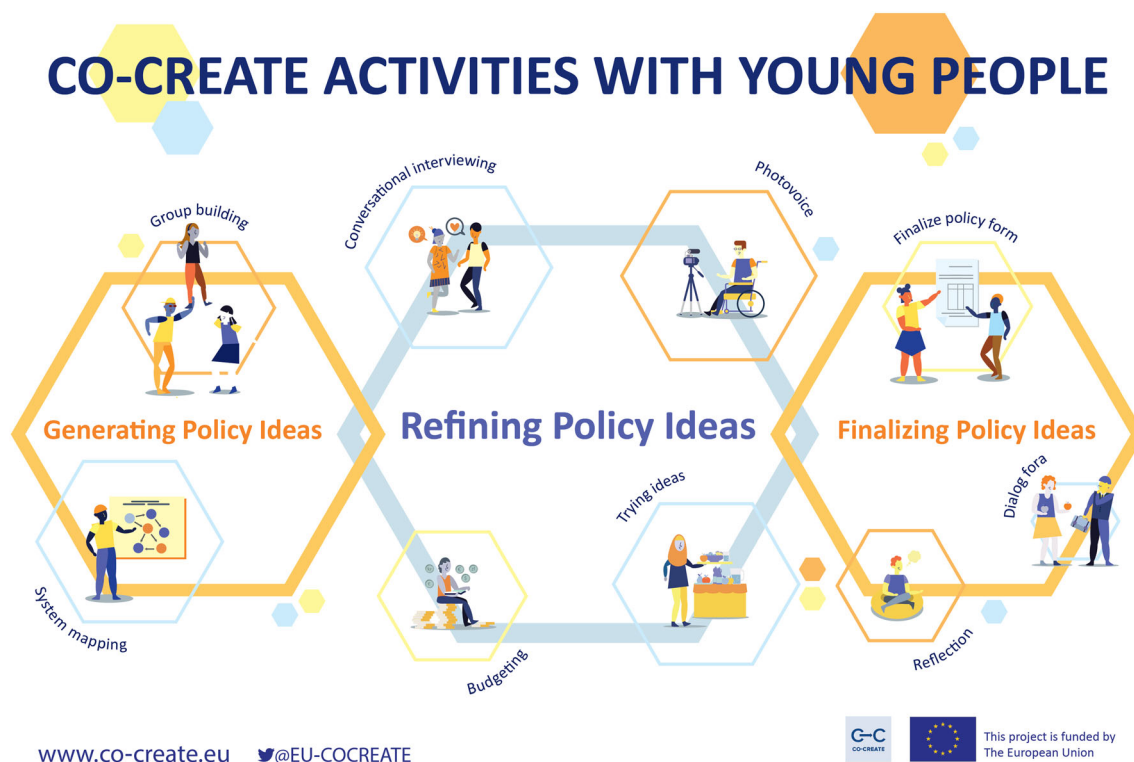 CO-CREATE ACTIVITIES WITH YOUNG PEOPLE
Group building
Generating Policy Ideas
System mapping
Conversational interviewing
Photovoice
Refining Policy Ideas
Budgeting
Trying ideas
Finalize policy form
Finalizing Policy Ideas
Dialog fora
Reflection
www.co-create.eu
@EU-COCREATE
C-C
CO-CREATE
This project is funded by
The European Union